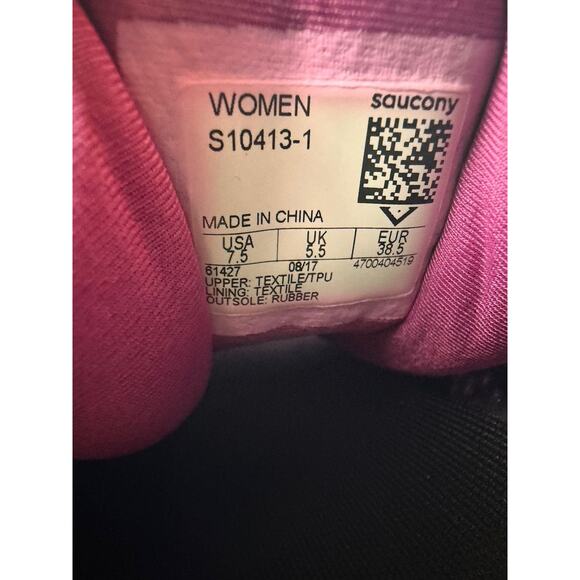 WOMEN saucony
S10413-1
MADE IN CHINA
USA UK EUR
7.5 5.5 38.5
61427 08/17 4700404519
UPPER: TEXTILE/TPU
LINING: TEXTILE
OUTSOLE: RUBBER